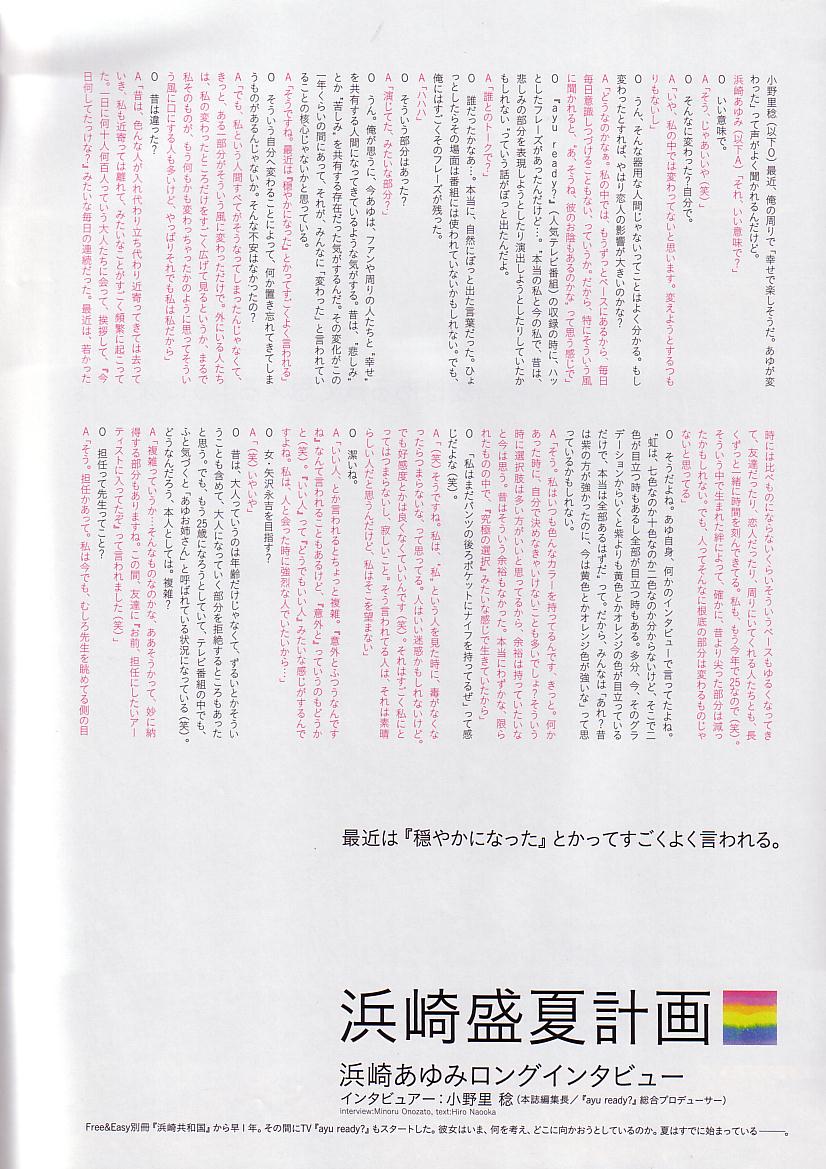 小野里稔(以下O) 最近、俺の周りで“幸せで楽しそうだ。あゆが変
わった”って声がよく聞かれるんだけど。
浜崎あゆみ(以下A)「それ、いい意味で?」
O いい意味で。
A「そう、じゃあいいや(笑)」
O そんなに変わった?自分で。
A「いや、私の中では変わってないと思います。変えようとするつも
りもないし」
O うん、そんな器用な人間じゃないってことはよく分かる。もし
変わったとすれば、やはり恋人の影響が大きいのかな?
A「どうなのかなぁ。私の中では、もうずっとベースにあるから、毎日
毎日意識しつづけることもない、っていうか。だから、特にそういう風
に聞かれると、“あ、そうね、彼のお陰もあるのかな”って思う感じで」
O 『ayu ready?』(人気テレビ番組)の収録の時に、ハッ
としたフレーズがあったんだけど…。“本当の私と今の私で、昔は、
悲しみの部分を表現しようとしたり演出しようとしたりしていたか
もしれない。”っていう話がぽっと出たんだよ。
A「誰とのトークで?」
O 誰だったかなあ…。本当に、自然にぽっと出た言葉だった。ひょ
っとしたらその場面は番組には使われていないかもしれない。でも、
俺にはすごくそのフレーズが残った。
A「ハハハ」
O そういう部分はあった?
A「演じてた、みたいな部分?」
O うん。俺が思うに、今あゆは、ファンや周りの人たちと“幸せ”
を共有する人間になってきているような気がする。昔は、“悲しみ”
とか“苦しみ”を共有する存在だった気がするんだ。その変化がこの
一年くらいの間にあって、それが、みんなに「変わった」と言われてい
ることの核心じゃないかと思っている。
A「そうですね。最近は『穏やかになった』とかってすごくよく言われる」
O そういう自分へ変わることによって、何か置き忘れてきてしま
うものがあるんじゃないか。そんな不安はなかったの?
A「でも、私という人間すべてがそうなってしまったんじゃなくて、
きっと、ある一部分がそういう風に変わっただけで。外にいる人たち
は、私の変わったところだけをすごく広げて見るというか、まるで
私そのものが、もう何もかも変わっちゃったかのように思ってそうい
う風に口にする人も多いけど、やっぱりそれでも私は私だから」
O 昔は違った?
A「昔は、色んな人が入れ代わり立ち代わり近寄ってきては去って
いき、私も近寄っては離れて、みたいなことがすごく頻繁に起こって
た。一日に何十人何百人っていう大人たちに会って、挨拶して、『今
日何してたっけな?』みたいな毎日の連続だった。最近は、若かった
時には比べものにならないくらいそういうペースもゆるくなってき
て、友達だったり、恋人だったり、周りにいてくれる人たちとも、長
くずっと一緒に時間を刻んできてる。私も、もう今年で25なので(笑)。
そういう中で生まれた絆によって、確かに、昔より尖った部分は減っ
たかもしれない。でも、人ってそんなに根底の部分は変わるものじゃ
ないと思ってる」
O そうだよね。あゆ自身、何かのインタビューで言ってたよね。
“虹は、七色なのか十色なのか二色なのか分からないけど、そこで二
色が目立つ時もあるし全部が目立つ時もある。多分、今、そのグラ
デーションからいくと紫よりも黄色とかオレンジの色が目立っている
だけで、本当は全部あるはずだ”って。だから、みんなは「あれ?昔
は紫の方が強かったのに、今は黄色とかオレンジ色が強いな」って思
っているかもしれない。
A「そう。私はいつも色んなカラーを持ってるんです、きっと。何か
あった時に、自分で決めなきゃいけないことも多いでしょ?そういう
時に選択肢は多い方がいいと思ってるから、余裕は持っていたいな
と今は思う。昔はそういう余裕もなかった。本当にわずかな、限ら
れたものの中で、『究極の選択』みたいな感じで生きていたから」
O 「私はまだパンツの後ろポケットにナイフを持ってるぜ」って感
じだよな(笑)。
A「(笑)そうですね。私は、“私”という人を見た時に、毒がなくな
ったらつまらないな、って思ってる。人はいい迷惑かもしれないけど。
でも好感度とかは良くなくていいんです(笑)。それはすごく私にと
ってはつまらないし、寂しいこと。そう言われてる人は、それは素晴
らしい人だと思うんだけど、私はそこを望まない」
O 潔いね。
A「いい人、とか言われるとちょっと複雑。『意外とふつうなんです
ね』なんて言われることもあるけど、『意外と』っていうのもどうか
と(笑)。『いい人』って『どうでもいい人』みたいな感じがするんで
すよね。私は、人と会った時に強烈な人でいたいから…」
O 女・矢沢永吉を目指す?
A「(笑)いやいや」
O 昔は、大人っていうのは年齢だけじゃなくて、ずるいとかそうい
うことも含めて、大人になっていく部分を拒絶するところもあった
と思う。でも、もう25歳になろうとしていて、テレビ番組の中でも、
ふと気づくと「あゆお姉さん」と呼ばれている状況になっている(笑)。
どうなんだろう、本人としては。複雑?
A「複雑っていうか…そんなものなのかな、ああそうかって、妙に納
得する部分もありますね。この間、友達に『お前、担任にしたいアー
ティストに入ってたぞ』って言われました(笑)」
O 担任って先生ってこと?
A「そう。担任かあって。私は今でも、むしろ先生を眺めてる側の目
最近は『穏やかになった』とかってすごくよく言われる。
浜崎盛夏計画
浜崎あゆみロングインタビュー
インタビュアー:小野里 稔(本誌編集長/『ayu ready?』総合プロデューサー)
interview:Minoru Onozato, text:Hiro Naooka
Free&Easy別冊『浜崎共和国』から早1年。その間にTV『ayu ready?』もスタートした。彼女はいま、何を考え、どこに向かおうとしているのか。夏はすでに始まっている———。